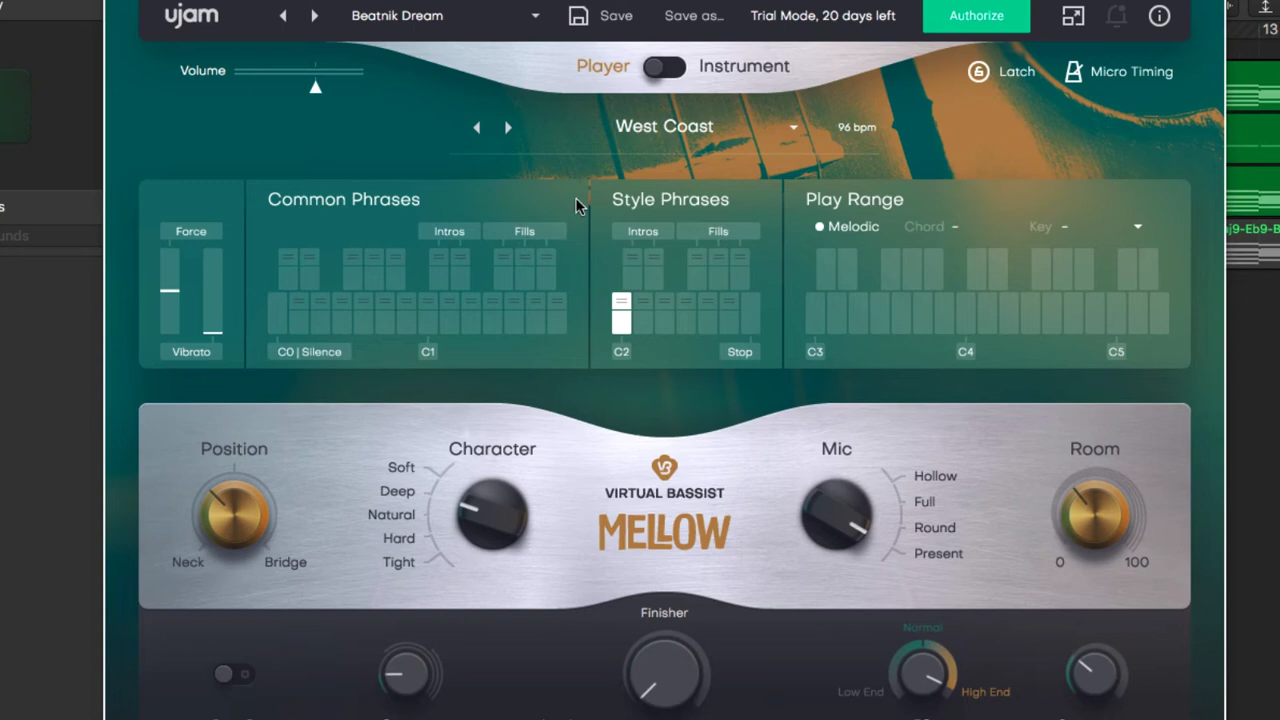 ujam
Beatnik Dream
Save
Save as...
Trial Mode, 20 days left
Authorize
13
Volume
Player
Instrument
Latch
Micro Timing
West Coast
96 bpm
Common Phrases
Style Phrases
Play Range
Force
Intros
Fills
Intros
Fills
Melodic
Chord -
Key -
Vibrato
C0 | Silence
C1
C2
Stop
C3
C4
C5
Position
Neck
Bridge
Character
Soft
Deep
Natural
Hard
Tight
VB
VIRTUAL BASSIST
MELLOW
Mic
Hollow
Full
Round
Present
Room
0
100
Finisher
Normal
Low End
High End